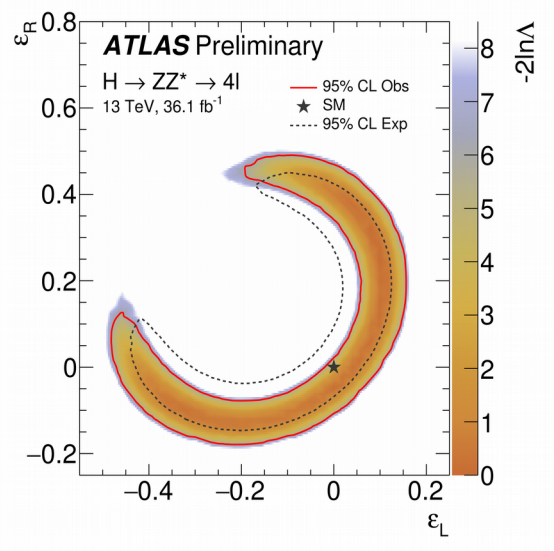 ATLAS Preliminary
H → ZZ* → 4l
13 TeV, 36.1 fb⁻¹
95% CL Obs
SM
95% CL Exp
εR
0.8
0.6
0.4
0.2
0
−0.2
−0.4
−0.2
0
0.2
εL
-2lnΛ
8
7
6
5
4
3
2
1
0